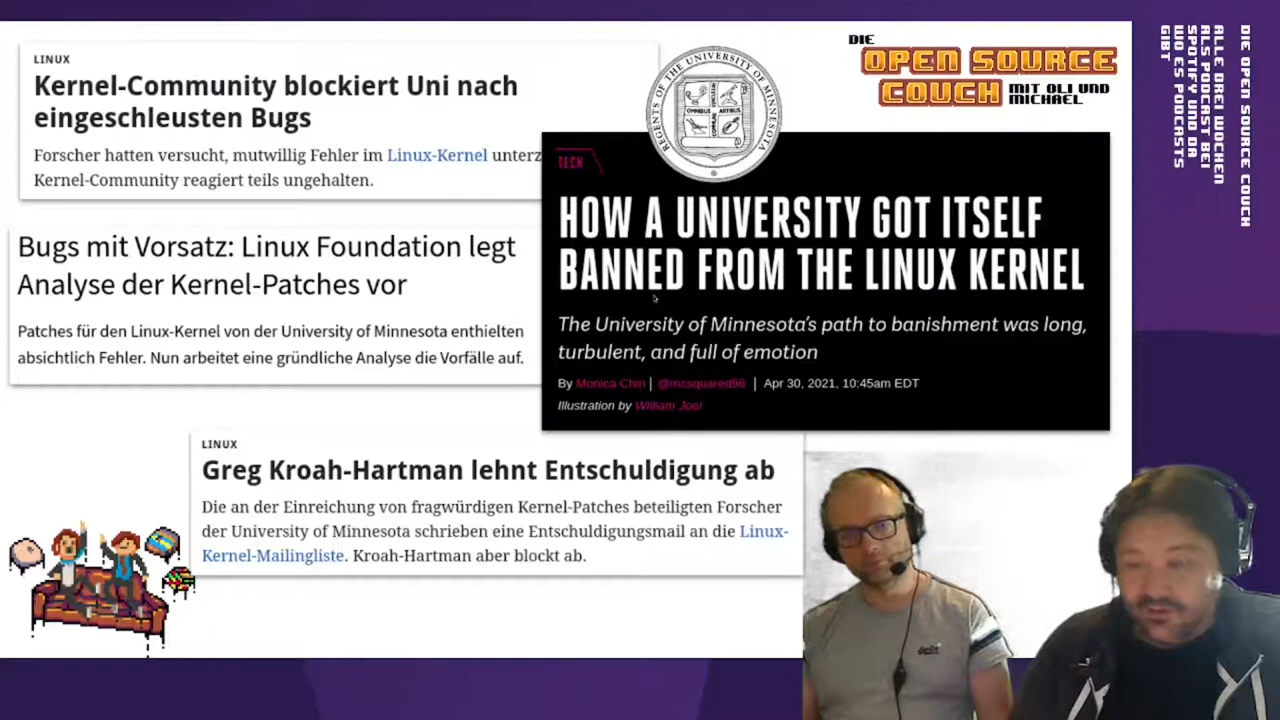 LINUX
Kernel-Community blockiert Uni nach
eingeschleusten Bugs
Forscher hatten versucht, mutwillig Fehler im Linux-Kernel unterz
Kernel-Community reagiert teils ungehalten.
Bugs mit Vorsatz: Linux Foundation legt
Analyse der Kernel-Patches vor
Patches für den Linux-Kernel von der University of Minnesota enthielten
absichtlich Fehler. Nun arbeitet eine gründliche Analyse die Vorfälle auf.
REGENTS OF THE UNIVERSITY OF MINNESOTA
OMNIBUS ARTIBUS
COMMUNE VINCULUM
TECH
HOW A UNIVERSITY GOT ITSELF
BANNED FROM THE LINUX KERNEL
The University of Minnesota's path to banishment was long,
turbulent, and full of emotion
By Monica Chin | @mcsquared96 | Apr 30, 2021, 10:45am EDT
Illustration by William Joel
LINUX
Greg Kroah-Hartman lehnt Entschuldigung ab
Die an der Einreichung von fragwürdigen Kernel-Patches beteiligten Forscher
der University of Minnesota schrieben eine Entschuldigungsmail an die Linux-
Kernel-Mailingliste. Kroah-Hartman aber blockt ab.
DIE
OPEN SOURCE
COUCH MIT OLI UND
MICHAEL
DIE OPEN SOURCE COUCH
ALLE DREI WOCHEN
ALS PODCAST BEI
SPOTIFY UND DA
WO ES PODCASTS
GIBT